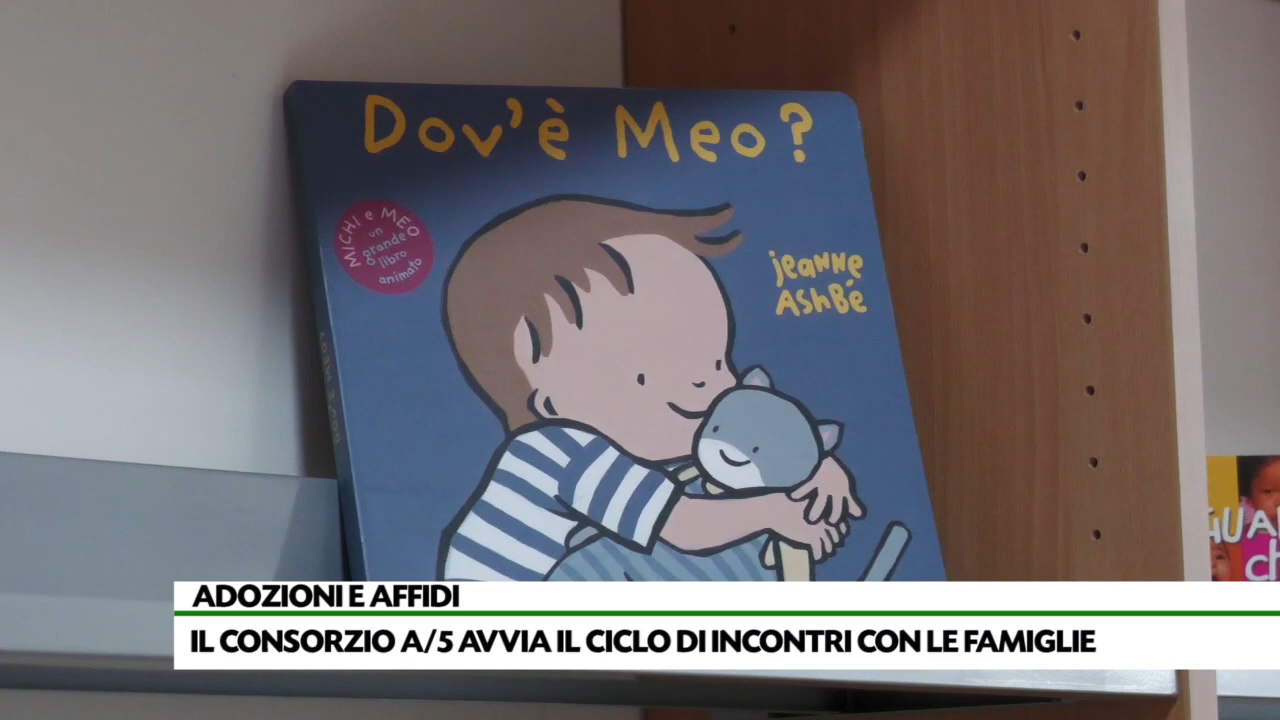 Dov'è Meo?
MICHI e MEO
un
grande
libro
animato
jeanne
AshBé
ADOZIONI E AFFIDI
IL CONSORZIO A/5 AVVIA IL CICLO DI INCONTRI CON LE FAMIGLIE